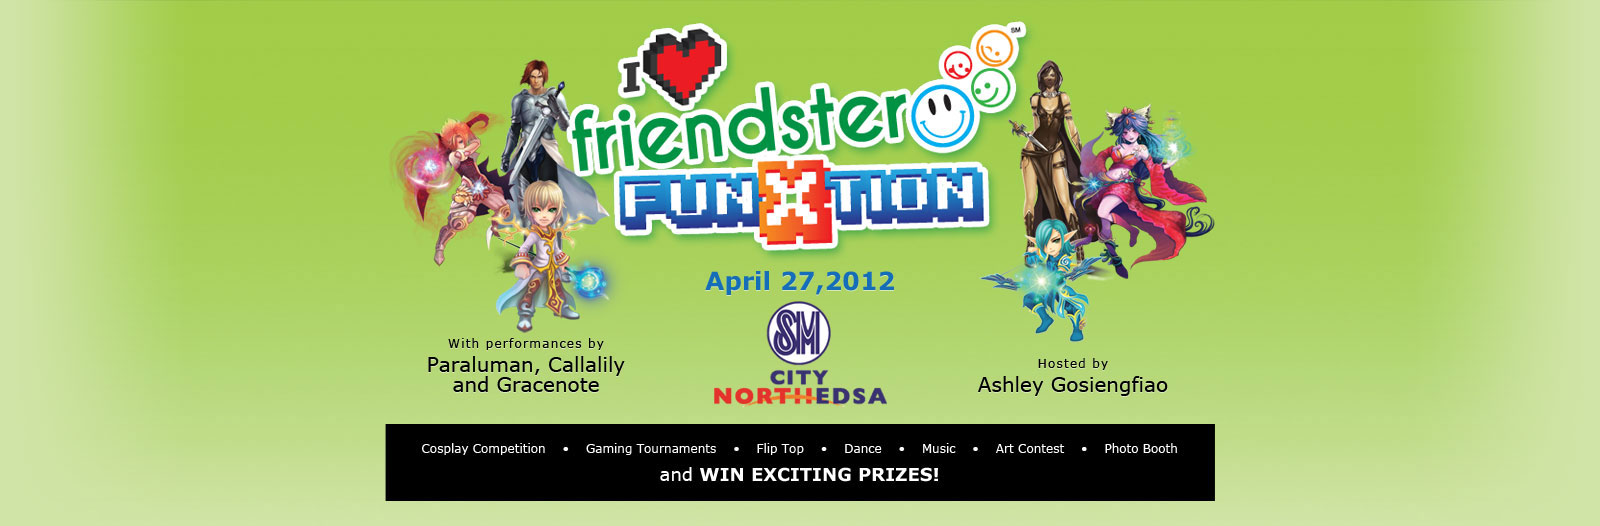 I
friendster
SM
FUNXTION
April 27,2012
SM
CITY
NORTHEDSA
With performances by
Paraluman, Callalily
and Gracenote
Hosted by
Ashley Gosiengfiao
Cosplay Competition • Gaming Tournaments • Flip Top • Dance • Music • Art Contest • Photo Booth
and WIN EXCITING PRIZES!